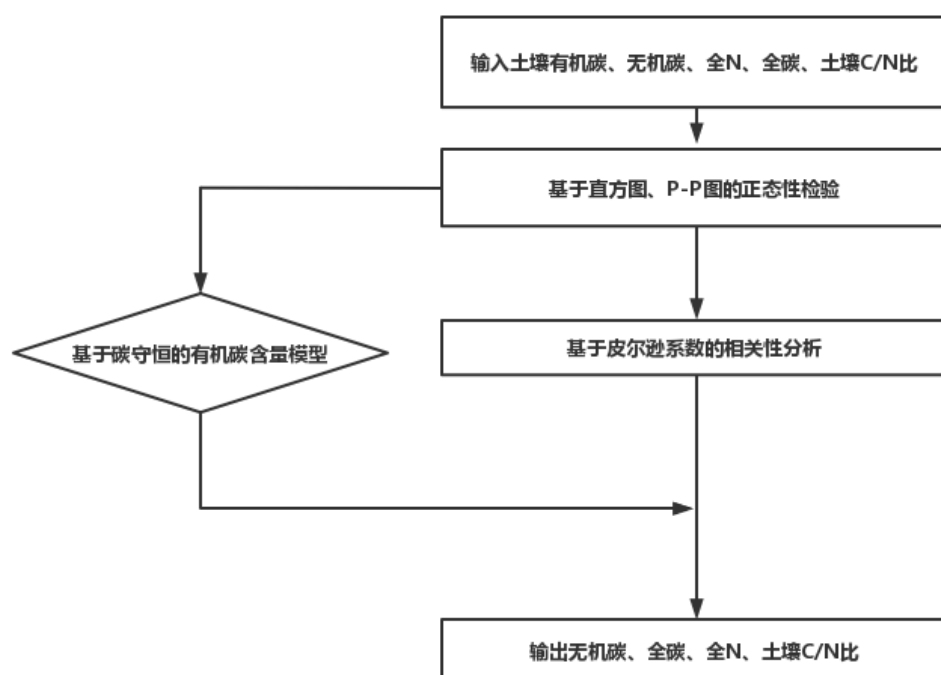 输入土壤有机碳、无机碳、全N、全碳、土壤C/N比
基于直方图、P-P图的正态性检验
基于碳守恒的有机碳含量模型
基于皮尔逊系数的相关性分析
输出无机碳、全碳、全N、土壤C/N比